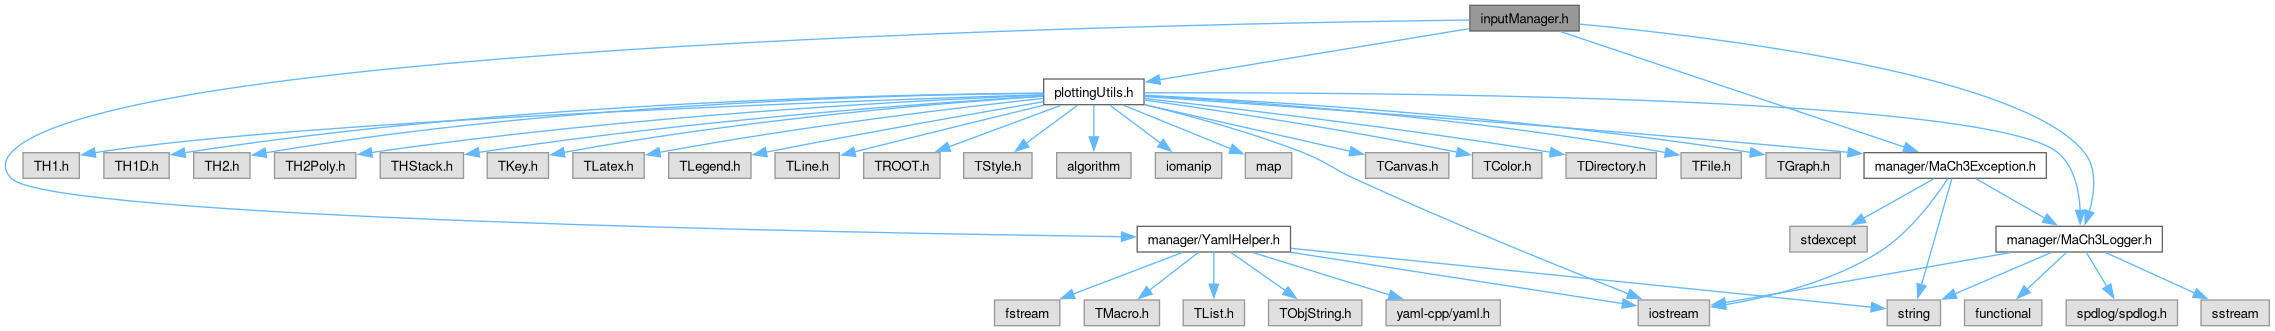 inputManager.h
plottingUtils.h
TH1.h
TH1D.h
TH2.h
TH2Poly.h
THStack.h
TKey.h
TLatex.h
TLegend.h
TLine.h
TROOT.h
TStyle.h
algorithm
iomanip
map
TCanvas.h
TColor.h
TDirectory.h
TFile.h
TGraph.h
manager/MaCh3Exception.h
manager/YamlHelper.h
stdexcept
manager/MaCh3Logger.h
fstream
TMacro.h
TList.h
TObjString.h
yaml-cpp/yaml.h
iostream
string
functional
spdlog/spdlog.h
sstream